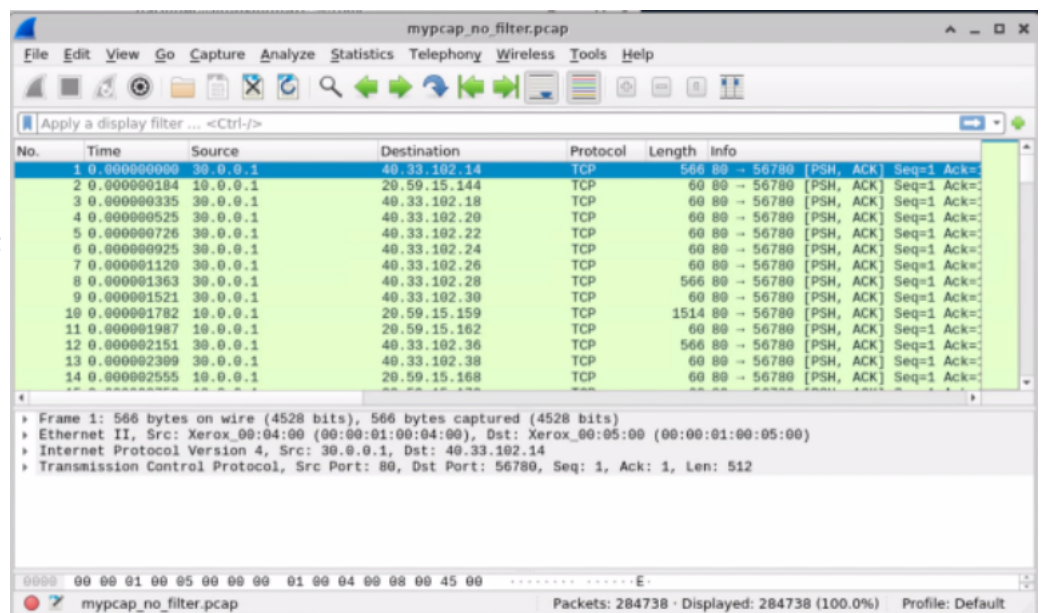 mypcap_no_filter.pcap
File Edit View Go Capture Analyze Statistics Telephony Wireless Tools Help
Apply a display filter ... <Ctrl-/>
No. Time Source Destination Protocol Length Info
1 0.000000000 30.0.0.1 40.33.102.14 TCP 566 80 → 56780 [PSH, ACK] Seq=1 Ack=1
2 0.000000184 10.0.0.1 20.59.15.144 TCP 60 80 → 56780 [PSH, ACK] Seq=1 Ack=1
3 0.000000335 30.0.0.1 40.33.102.18 TCP 60 80 → 56780 [PSH, ACK] Seq=1 Ack=1
4 0.000000525 30.0.0.1 40.33.102.20 TCP 60 80 → 56780 [PSH, ACK] Seq=1 Ack=1
5 0.000000726 30.0.0.1 40.33.102.22 TCP 60 80 → 56780 [PSH, ACK] Seq=1 Ack=1
6 0.000000925 30.0.0.1 40.33.102.24 TCP 60 80 → 56780 [PSH, ACK] Seq=1 Ack=1
7 0.000001120 30.0.0.1 40.33.102.26 TCP 60 80 → 56780 [PSH, ACK] Seq=1 Ack=1
8 0.000001363 30.0.0.1 40.33.102.28 TCP 566 80 → 56780 [PSH, ACK] Seq=1 Ack=1
9 0.000001521 30.0.0.1 40.33.102.30 TCP 60 80 → 56780 [PSH, ACK] Seq=1 Ack=1
10 0.000001782 10.0.0.1 20.59.15.159 TCP 1514 80 → 56780 [PSH, ACK] Seq=1 Ack=1
11 0.000001987 10.0.0.1 20.59.15.162 TCP 60 80 → 56780 [PSH, ACK] Seq=1 Ack=1
12 0.000002151 30.0.0.1 40.33.102.36 TCP 566 80 → 56780 [PSH, ACK] Seq=1 Ack=1
13 0.000002309 30.0.0.1 40.33.102.38 TCP 60 80 → 56780 [PSH, ACK] Seq=1 Ack=1
14 0.000002555 10.0.0.1 20.59.15.168 TCP 60 80 → 56780 [PSH, ACK] Seq=1 Ack=1
Frame 1: 566 bytes on wire (4528 bits), 566 bytes captured (4528 bits)
Ethernet II, Src: Xerox_00:04:00 (00:00:01:00:04:00), Dst: Xerox_00:05:00 (00:00:01:00:05:00)
Internet Protocol Version 4, Src: 30.0.0.1, Dst: 40.33.102.14
Transmission Control Protocol, Src Port: 80, Dst Port: 56780, Seq: 1, Ack: 1, Len: 512
0000 00 00 01 00 05 00 00 00 01 00 04 00 08 00 45 00 ········ ······E·
mypcap_no_filter.pcap Packets: 284738 · Displayed: 284738 (100.0%) Profile: Default